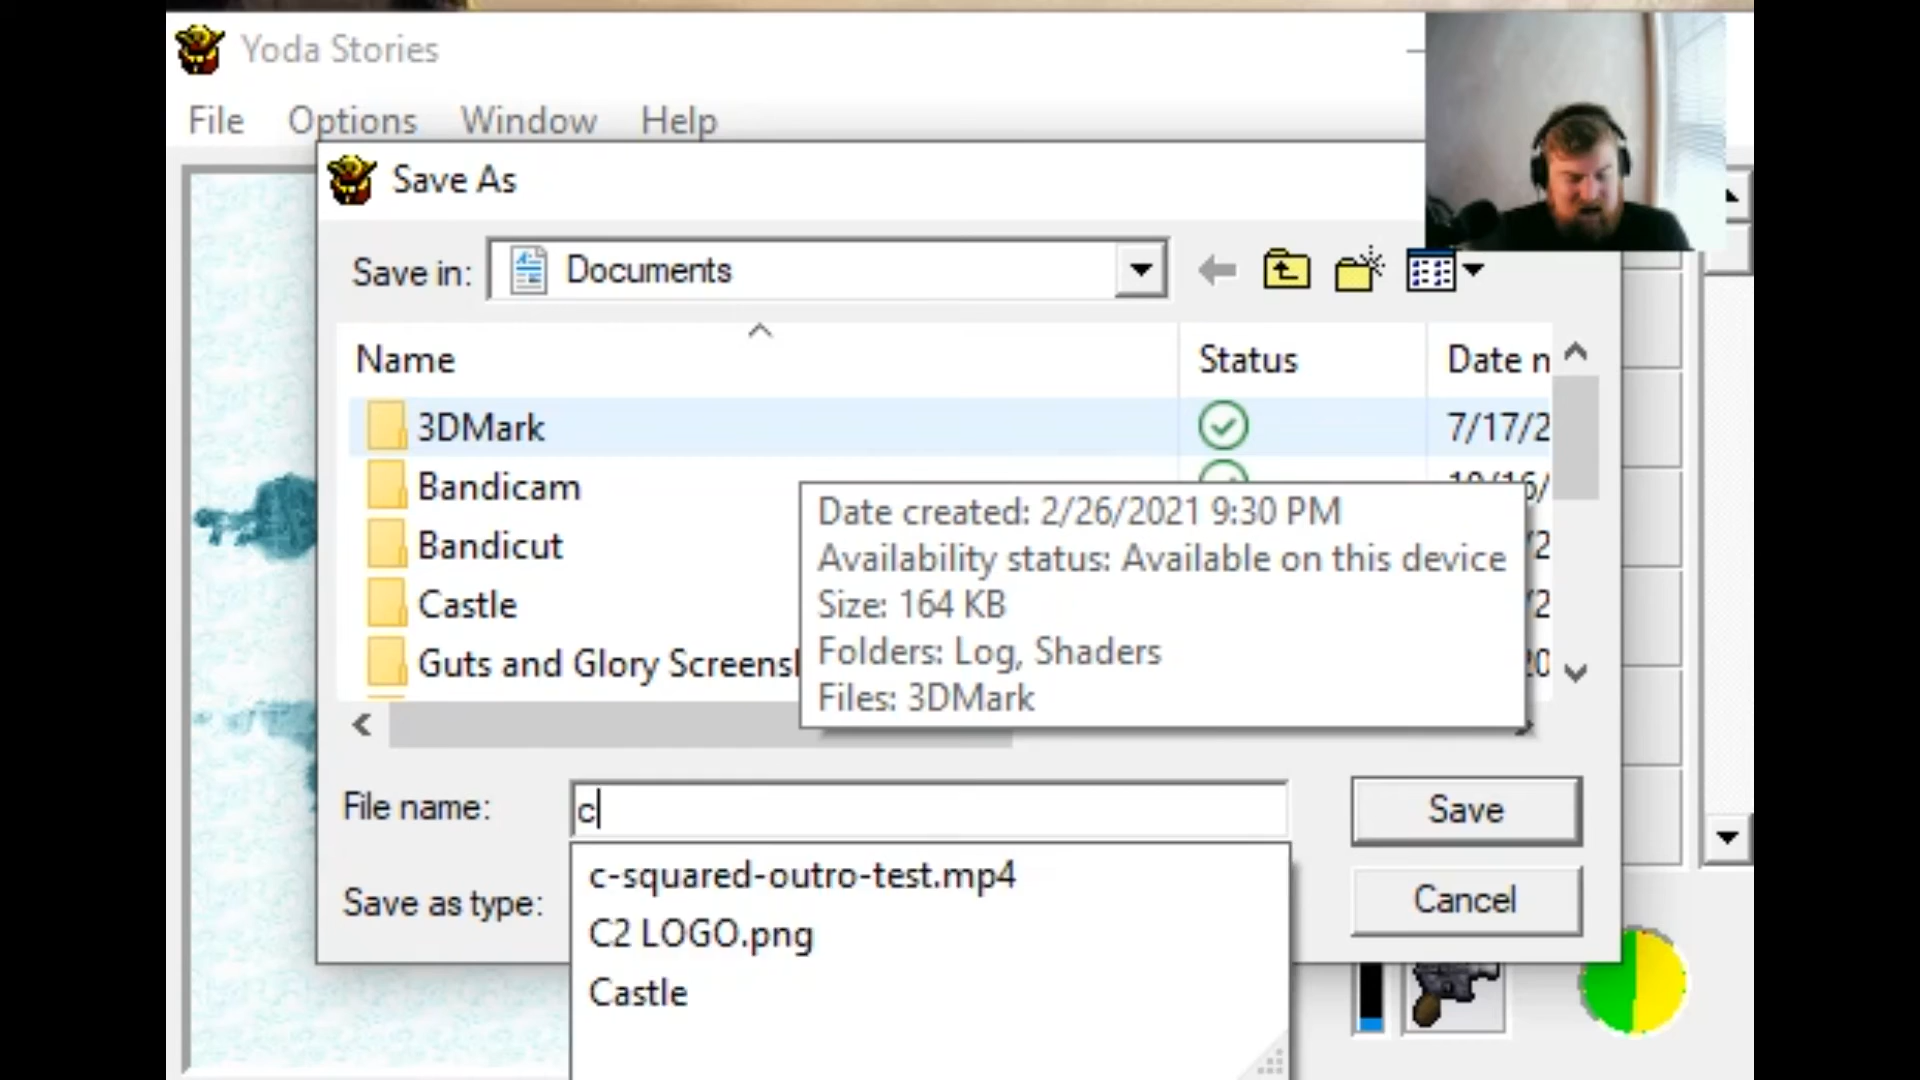 Yoda Stories
File Options Window Help
Save As
Save in: Documents
Name Status Date
3DMark 7/17/2
Bandicam
Bandicut
Castle
Guts and Glory
Date created: 2/26/2021 9:30 PM
Availability status: Available on this device
Size: 164 KB
Folders: Log, Shaders
Files: 3DMark
File name: c
Save
c-squared-outro-test.mp4
Save as type:
Cancel
C2 LOGO.png
Castle